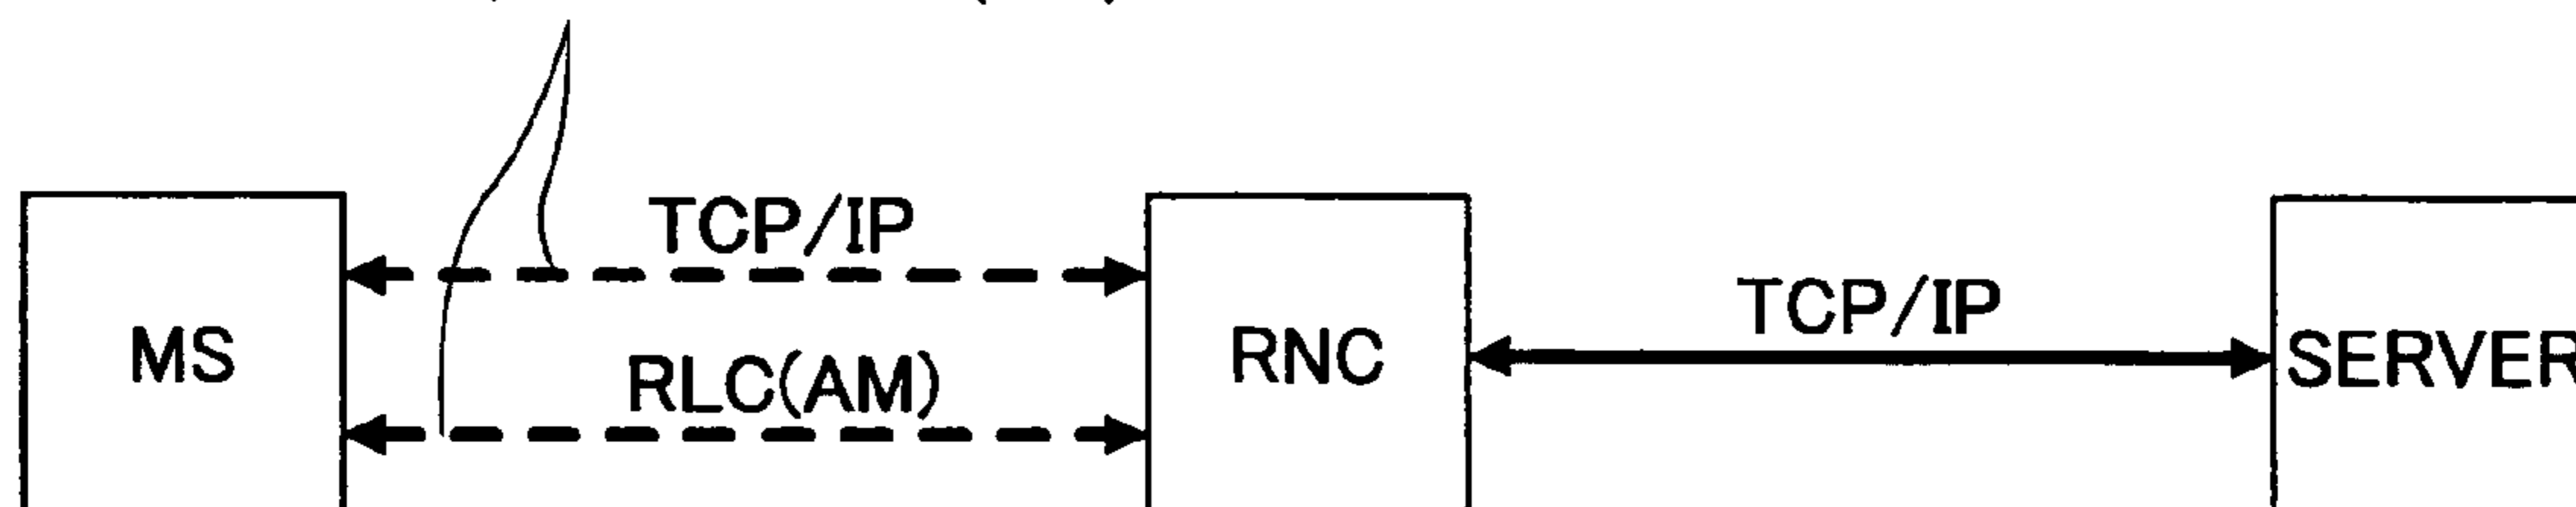 TCP/IP
MS
RLC(AM)
RNC
TCP/IP
SERVER